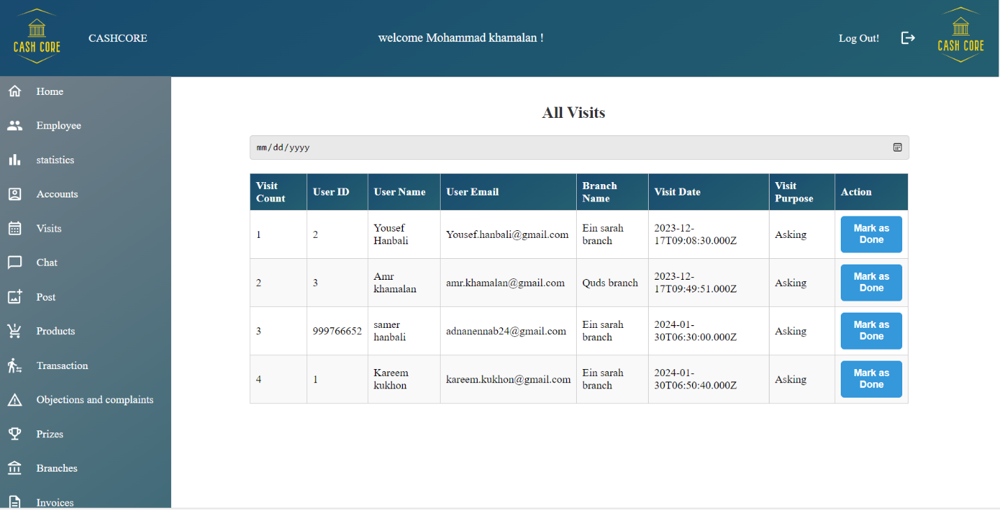 CASH CORE
CASHCORE
welcome Mohammad khamalan !
Log Out!
CASH CORE
Home
Employee
statistics
Accounts
Visits
Chat
Post
Products
Transaction
Objections and complaints
Prizes
Branches
Invoices
All Visits
mm/dd/yyyy
Visit Count User ID User Name User Email Branch Name Visit Date Visit Purpose Action
1 2 Yousef Hanbali Yousef.hanbali@gmail.com Ein sarah branch 2023-12-17T09:08:30.000Z Asking Mark as Done
2 3 Amr khamalan amr.khamalan@gmail.com Quds branch 2023-12-17T09:49:51.000Z Asking Mark as Done
3 999766652 samer hanbali adnanennab24@gmail.com Ein sarah branch 2024-01-30T06:30:00.000Z Asking Mark as Done
4 1 Kareem kukhon kareem.kukhon@gmail.com Ein sarah branch 2024-01-30T06:50:40.000Z Asking Mark as Done